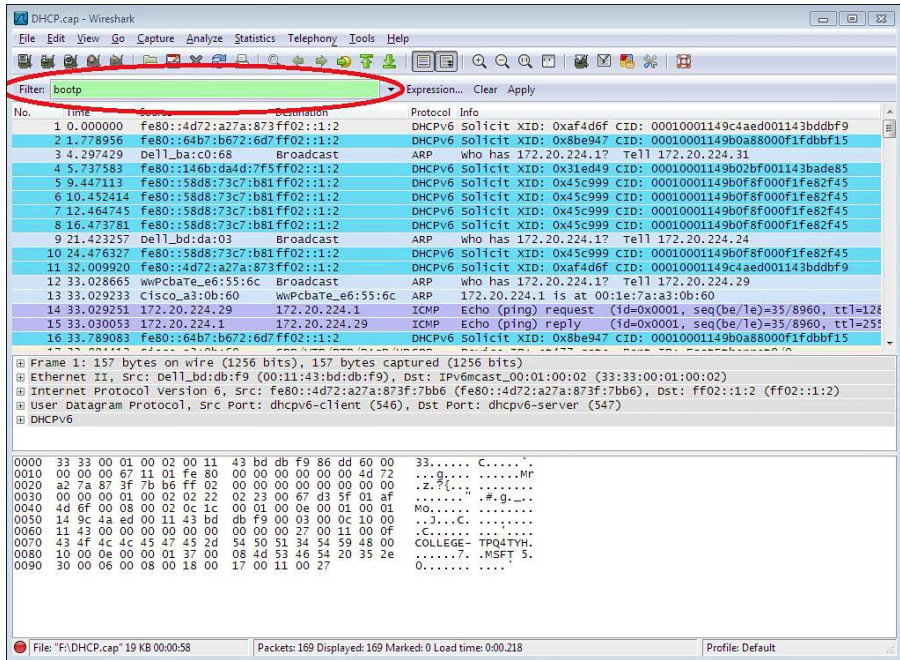 DHCP.cap - Wireshark
File Edit View Go Capture Analyze Statistics Telephony Tools Help
Filter: bootp Expression... Clear Apply
No. Time Source Destination Protocol Info
1 0.000000 fe80::4d72:a27a:873ff02::1:2 DHCPv6 Solicit XID: 0xaf4d6f CID: 00010001149c4aed001143bddbf9
2 1.778956 fe80::64b7:b672:6d7ff02::1:2 DHCPv6 Solicit XID: 0x8be947 CID: 00010001149b0a88000f1fdbbf15
3 4.297429 Dell_ba:c0:68 Broadcast ARP who has 172.20.224.1? Tell 172.20.224.31
4 5.737583 fe80::146b:da4d:7f5ff02::1:2 DHCPv6 Solicit XID: 0x31ed49 CID: 00010001149b02bf001143bade85
5 9.447113 fe80::58d8:73c7:b81ff02::1:2 DHCPv6 Solicit XID: 0x45c999 CID: 00010001149b0f8f000f1fe82f45
6 10.452414 fe80::58d8:73c7:b81ff02::1:2 DHCPv6 Solicit XID: 0x45c999 CID: 00010001149b0f8f000f1fe82f45
7 12.464745 fe80::58d8:73c7:b81ff02::1:2 DHCPv6 Solicit XID: 0x45c999 CID: 00010001149b0f8f000f1fe82f45
8 16.473781 fe80::58d8:73c7:b81ff02::1:2 DHCPv6 Solicit XID: 0x45c999 CID: 00010001149b0f8f000f1fe82f45
9 21.423257 Dell_bd:da:03 Broadcast ARP who has 172.20.224.1? Tell 172.20.224.24
10 24.476327 fe80::58d8:73c7:b81ff02::1:2 DHCPv6 Solicit XID: 0x45c999 CID: 00010001149b0f8f000f1fe82f45
11 32.009920 fe80::4d72:a27a:873ff02::1:2 DHCPv6 Solicit XID: 0xaf4d6f CID: 00010001149c4aed001143bddbf9
12 33.028665 WwPcbaTe_e6:55:6c Broadcast ARP who has 172.20.224.1? Tell 172.20.224.29
13 33.029233 Cisco_a3:0b:60 WwPcbaTe_e6:55:6c ARP 172.20.224.1 is at 00:1e:7a:a3:0b:60
14 33.029251 172.20.224.29 172.20.224.1 ICMP Echo (ping) request (id=0x0001, seq(be/le)=35/8960, ttl=128
15 33.030053 172.20.224.1 172.20.224.29 ICMP Echo (ping) reply (id=0x0001, seq(be/le)=35/8960, ttl=255
16 33.789083 fe80::64b7:b672:6d7ff02::1:2 DHCPv6 Solicit XID: 0x8be947 CID: 00010001149b0a88000f1fdbbf15
Frame 1: 157 bytes on wire (1256 bits), 157 bytes captured (1256 bits)
Ethernet II, Src: Dell_bd:db:f9 (00:11:43:bd:db:f9), Dst: IPv6mcast_00:01:00:02 (33:33:00:01:00:02)
Internet Protocol Version 6, Src: fe80::4d72:a27a:873f:7bb6 (fe80::4d72:a27a:873f:7bb6), Dst: ff02::1:2 (ff02::1:2)
User Datagram Protocol, Src Port: dhcpv6-client (546), Dst Port: dhcpv6-server (547)
DHCPv6
0000 33 33 00 01 00 02 00 11 43 bd db f9 86 dd 60 00 33...... C.....`.
0010 00 00 00 67 11 01 fe 80 00 00 00 00 00 00 4d 72 ...g.... ......Mr
0020 a2 7a 87 3f 7b b6 ff 02 00 00 00 00 00 00 00 00 .z.?{... ........
0030 00 00 00 01 00 02 02 22 02 23 00 67 d3 5f 01 af ......." .#.g._..
0040 4d 6f 00 08 00 02 0c 1c 00 01 00 0e 00 01 00 01 Mo...... ........
0050 14 9c 4a ed 00 11 43 bd db f9 00 03 00 0c 10 00 ..J...C. ........
0060 11 43 00 00 00 00 00 00 00 00 00 27 00 11 00 0f .C...... ...'....
0070 43 4f 4c 4c 45 47 45 2d 54 50 51 34 54 59 48 00 COLLEGE- TPQ4TYH.
0080 10 00 0e 00 00 01 37 00 08 4d 53 46 54 20 35 2e ......7. .MSFT 5.
0090 30 00 06 00 08 00 18 00 17 00 11 00 27 0....... ....'
File: "F:\DHCP.cap" 19 KB 00:00:58 Packets: 169 Displayed: 169 Marked: 0 Load time: 0:00.218 Profile: Default